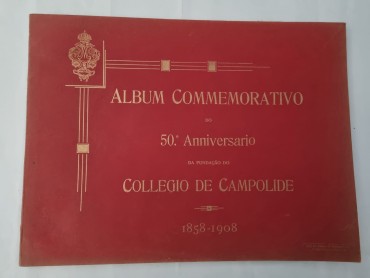 ALBUM COMMEMORATIVO
DO
50.º Anniversario
DA FUNDAÇÃO DO
COLLEGIO DE CAMPOLIDE
1858-1908